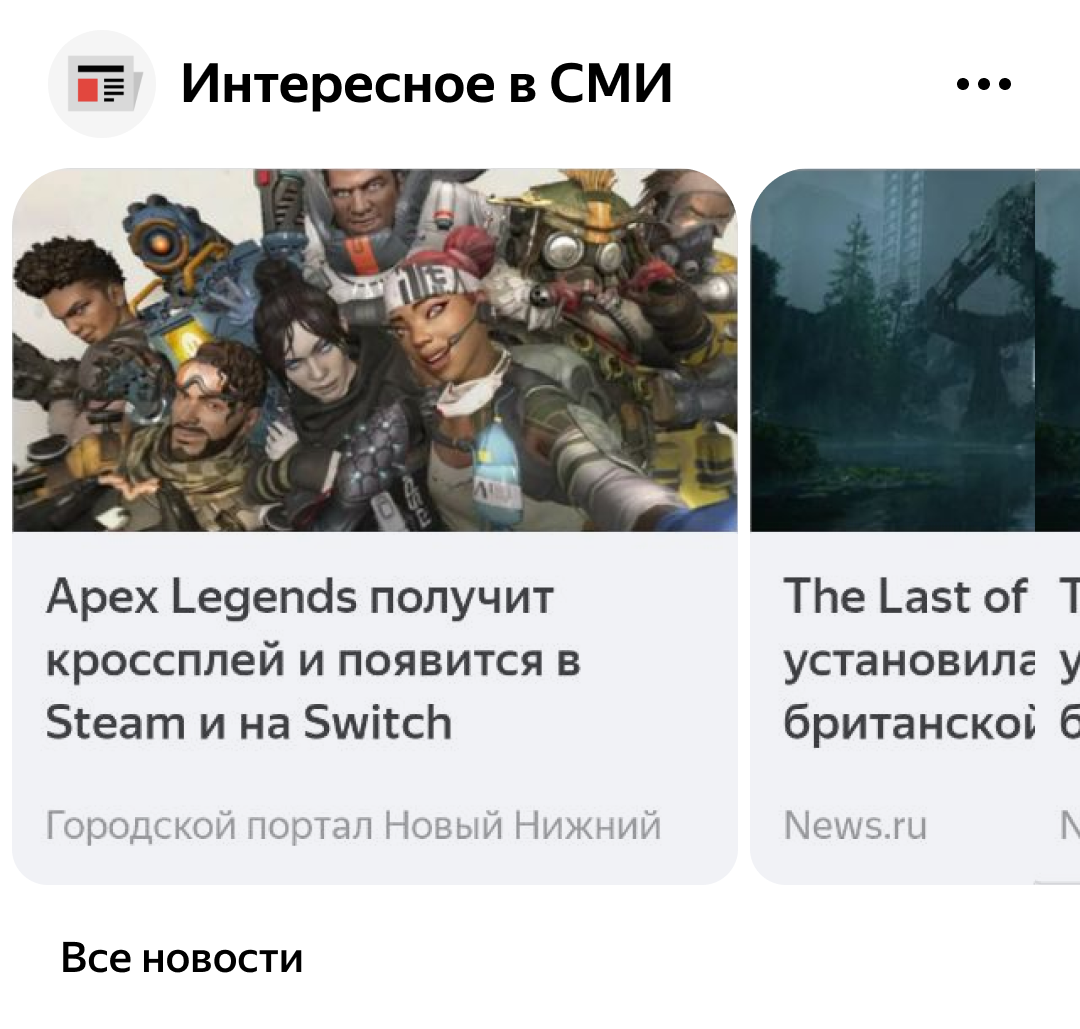 Интересное в СМИ
Apex Legends получит
кроссплей и появится в
Steam и на Switch
Городской портал Новый Нижний
The Last of
установила
британской
News.ru
Все новости